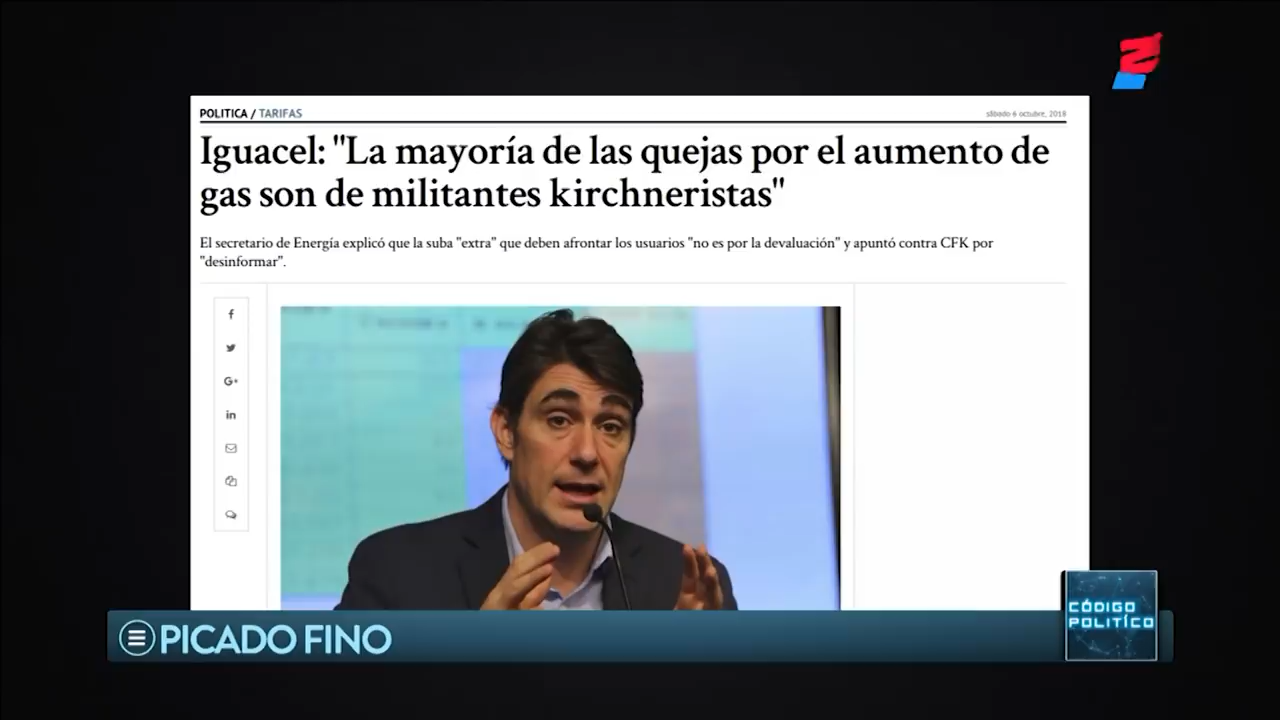 POLITICA / TARIFAS
sábado 6 octubre, 2018
Iguacel: "La mayoría de las quejas por el aumento de
gas son de militantes kirchneristas"
El secretario de Energía explicó que la suba "extra" que deben afrontar los usuarios "no es por la devaluación" y apuntó contra CFK por
"desinformar".
PICADO FINO
CÓDIGO
POLITÍCO